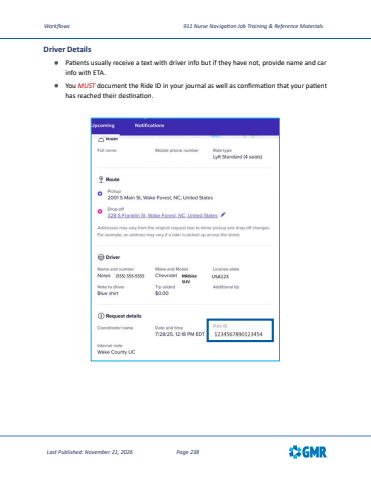 Workflows 911 Nurse Navigation Job Training & Reference Materials
Driver Details
● Patients usually receive a text with driver info but if they have not, provide name and car
info with ETA.
● You MUST document the Ride ID in your journal as well as confirmation that your patient
has reached their destination.
Upcoming Notifications
Rider
Full name Mobile phone number Ride type
Lyft Standard (4 seats)
Route
Pickup
2001 S Main St, Wake Forest, NC, United States
Drop-off
328 S Franklin St, Wake Forest, NC, United States
Addresses may vary from the original request due to minor pickup and drop-off changes.
For example, an address may vary if a rider is picked up across the street.
Driver
Name and number Make and Model License plate
Nasek (555) 555-5555 Chevrolet Midsize SUV USA123
Note to driver Tip added Additional tip
Blue shirt $0.00
Request details
Coordinator name Date and time Ride ID
7/28/25, 12:18 PM EDT 1234567890123454
Internal note
Wake County UC
Last Published: November 21, 2026 Page 238 GMR